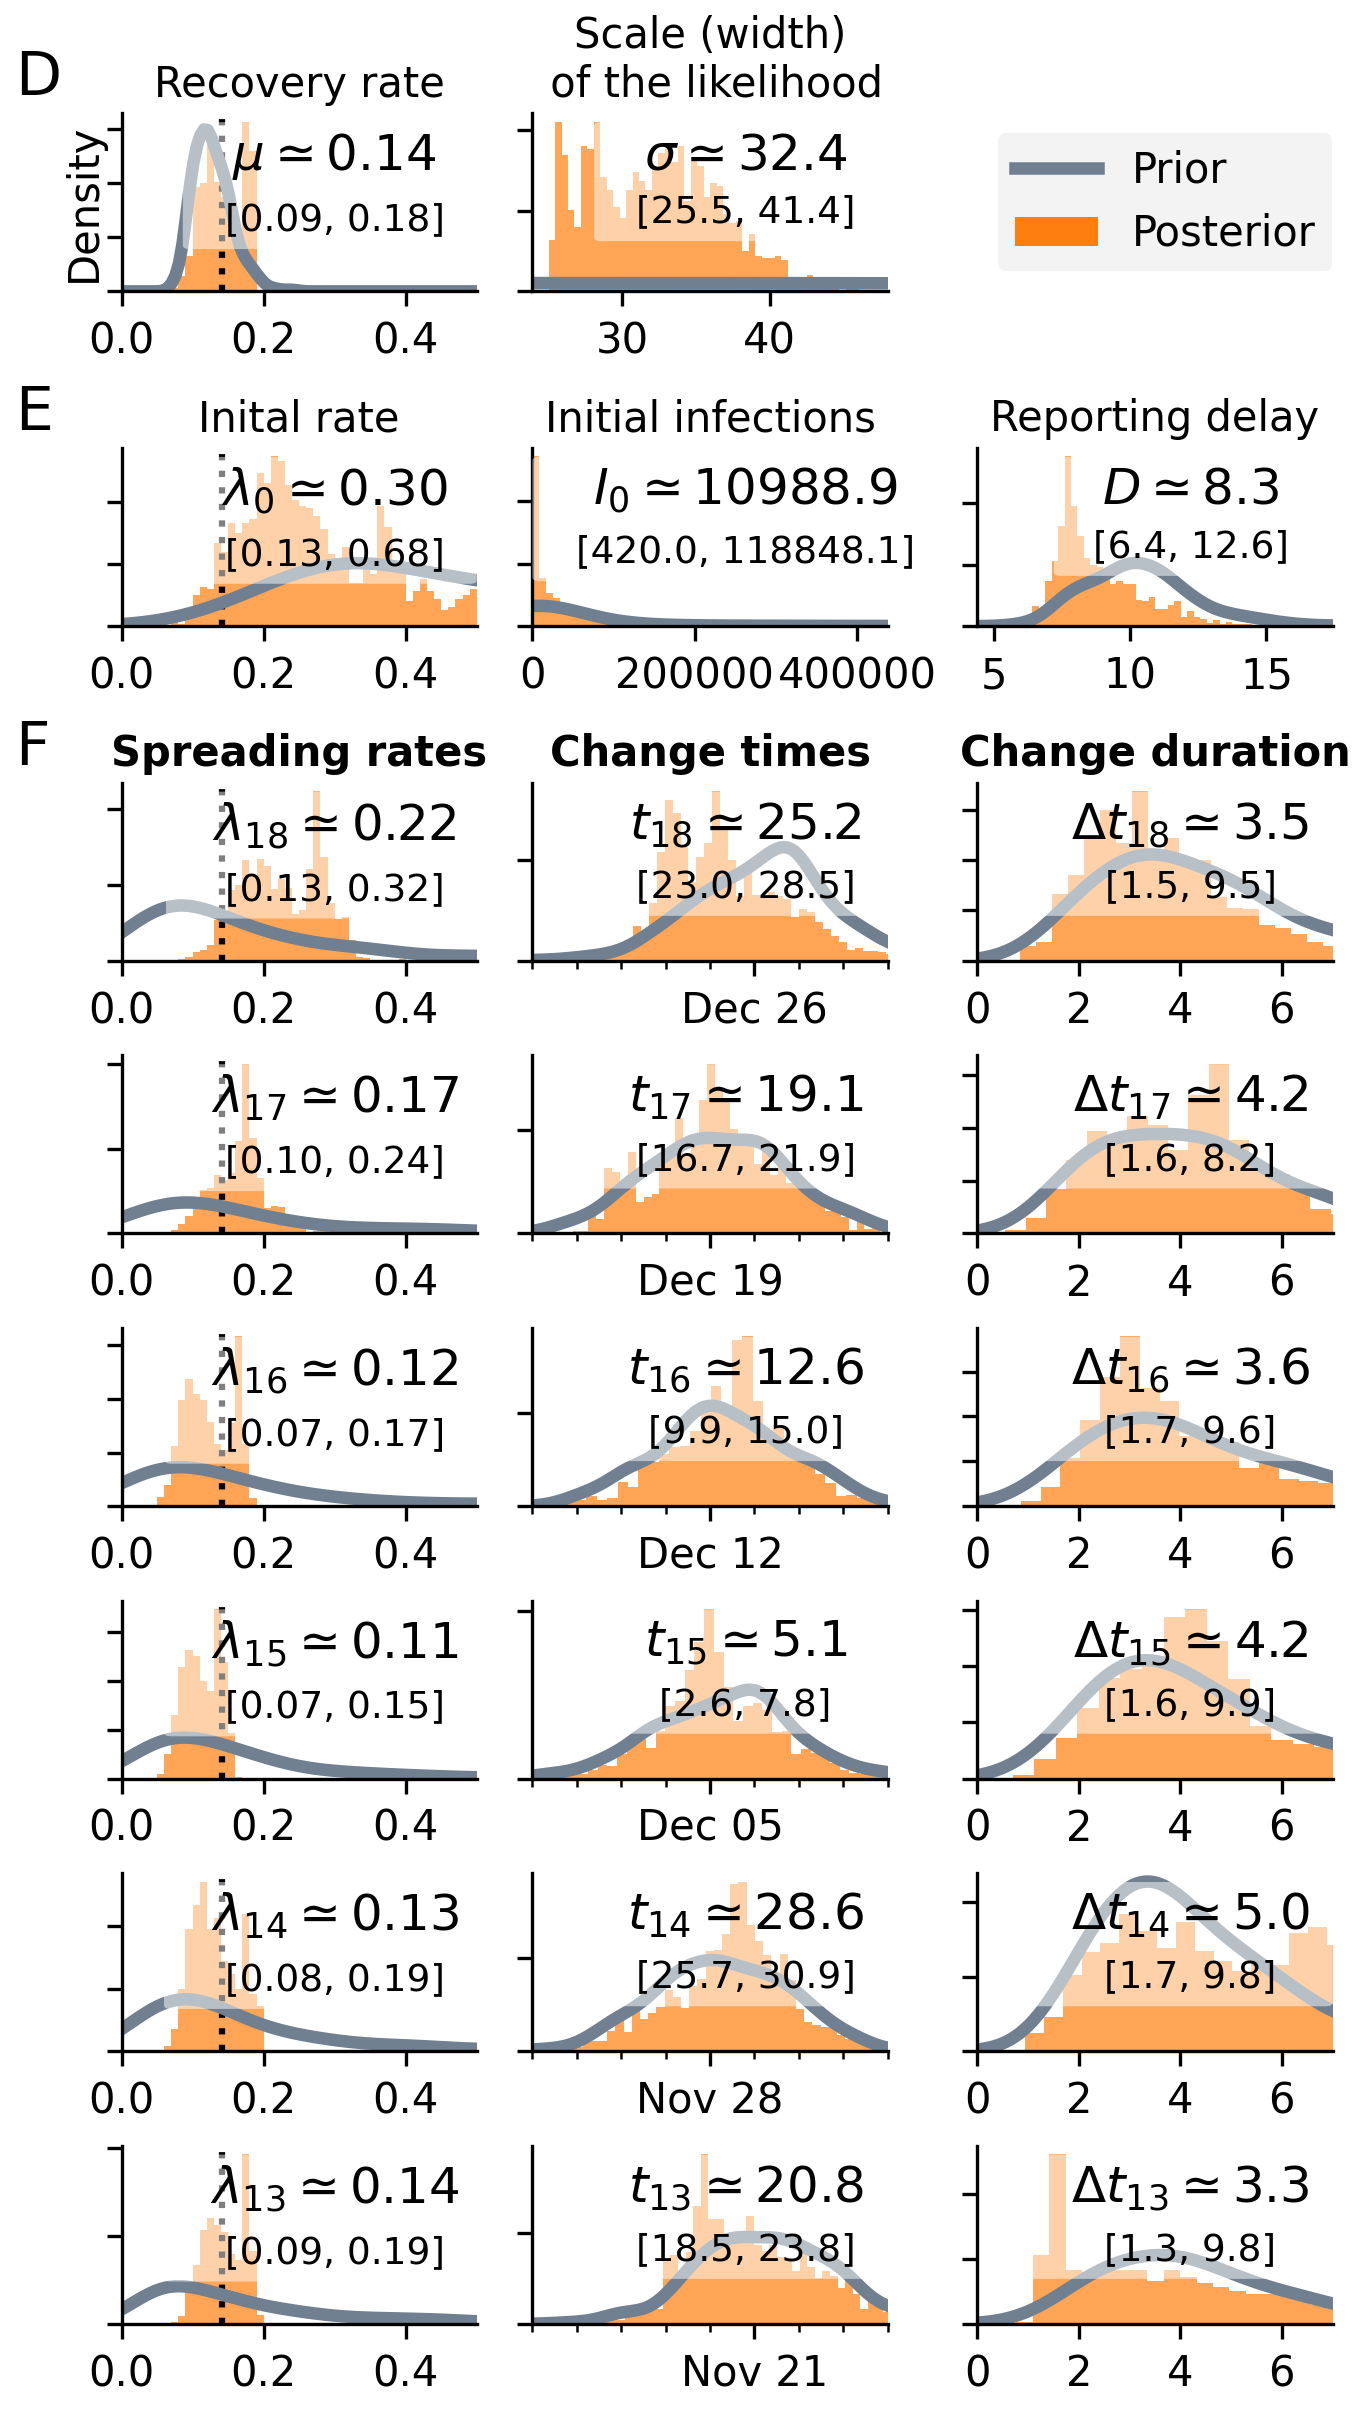 D
Recovery rate
Scale (width)
of the likelihood
Density
μ ≃ 0.14
[0.09, 0.18]
0.0 0.2 0.4
σ ≃ 32.4
[25.5, 41.4]
30 40
Prior
Posterior
E
Inital rate
λ0 ≃ 0.30
[0.13, 0.68]
0.0 0.2 0.4
Initial infections
I0 ≃ 10988.9
[420.0, 118848.1]
0 200000 400000
Reporting delay
D ≃ 8.3
[6.4, 12.6]
5 10 15
F
Spreading rates
Change times
Change duration
λ18 ≃ 0.22
[0.13, 0.32]
0.0 0.2 0.4
t18 ≃ 25.2
[23.0, 28.5]
Dec 26
Δt18 ≃ 3.5
[1.5, 9.5]
0 2 4 6
λ17 ≃ 0.17
[0.10, 0.24]
0.0 0.2 0.4
t17 ≃ 19.1
[16.7, 21.9]
Dec 19
Δt17 ≃ 4.2
[1.6, 8.2]
0 2 4 6
λ16 ≃ 0.12
[0.07, 0.17]
0.0 0.2 0.4
t16 ≃ 12.6
[9.9, 15.0]
Dec 12
Δt16 ≃ 3.6
[1.7, 9.6]
0 2 4 6
λ15 ≃ 0.11
[0.07, 0.15]
0.0 0.2 0.4
t15 ≃ 5.1
[2.6, 7.8]
Dec 05
Δt15 ≃ 4.2
[1.6, 9.9]
0 2 4 6
λ14 ≃ 0.13
[0.08, 0.19]
0.0 0.2 0.4
t14 ≃ 28.6
[25.7, 30.9]
Nov 28
Δt14 ≃ 5.0
[1.7, 9.8]
0 2 4 6
λ13 ≃ 0.14
[0.09, 0.19]
0.0 0.2 0.4
t13 ≃ 20.8
[18.5, 23.8]
Nov 21
Δt13 ≃ 3.3
[1.3, 9.8]
0 2 4 6